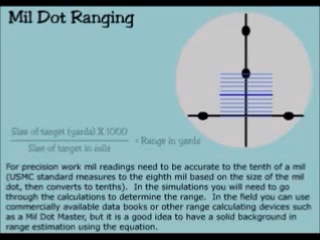 Mil Dot Ranging
Size of target (yards) X 1000
Size of target in mils
= Range in yards
For precision work mil readings need to be accurate to the tenth of a mil
(USMC standard measures to the eighth mil based on the size of the mil
dot, then converts to tenths). In the simulations you will need to go
through the calculations to determine the range. In the field you can use
commercially available data books or other range calculating devices such
as a Mil Dot Master, but it is a good idea to have a solid background in
range estimation using the equation.